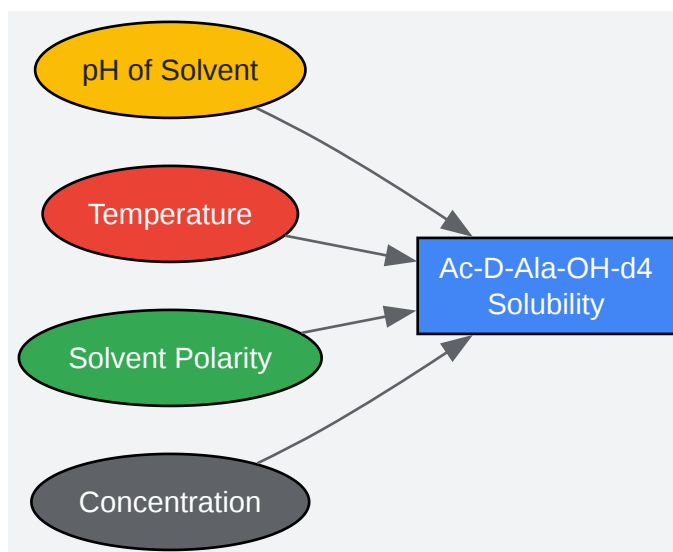 pH of Solvent
Temperature
Ac-D-Ala-OH-d4
Solubility
Solvent Polarity
Concentration